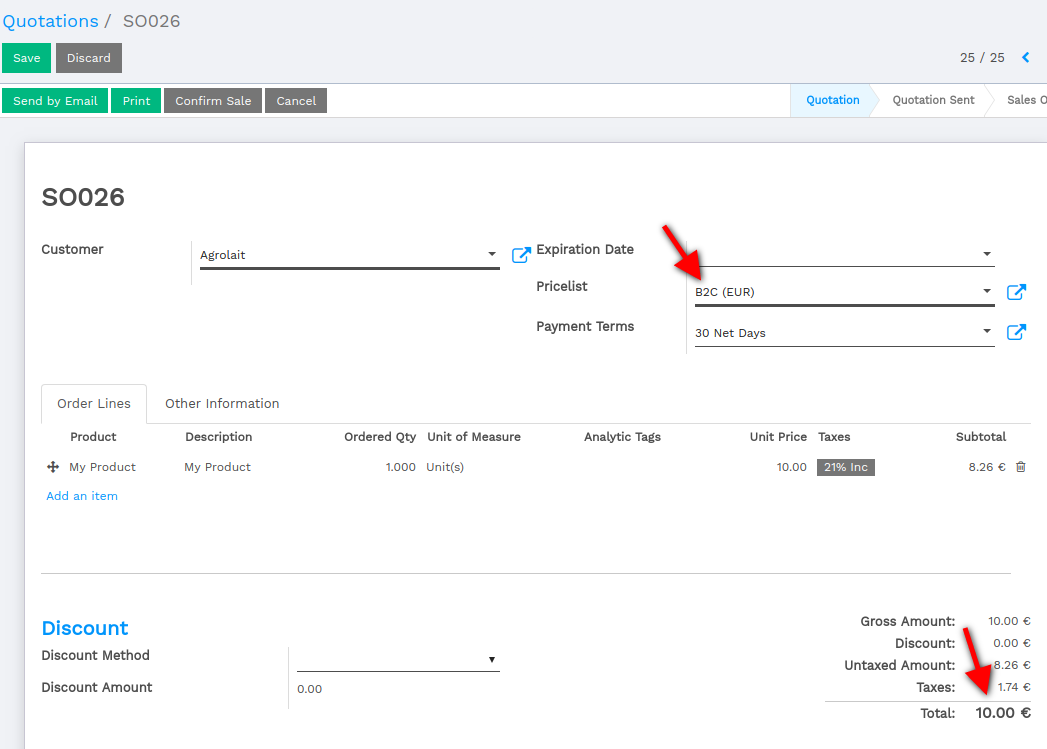 Quotations / SO026
Save Discard 25 / 25
Send by Email Print Confirm Sale Cancel Quotation Quotation Sent Sales O
SO026
Customer Agrolait Expiration Date
Pricelist B2C (EUR)
Payment Terms 30 Net Days
Order Lines Other Information
Product Description Ordered Qty Unit of Measure Analytic Tags Unit Price Taxes Subtotal
My Product My Product 1.000 Unit(s) 10.00 21% Inc 8.26 €
Add an item
Discount
Discount Method
Discount Amount 0.00
Gross Amount: 10.00 €
Discount: 0.00 €
Untaxed Amount: 8.26 €
Taxes: 1.74 €
Total: 10.00 €